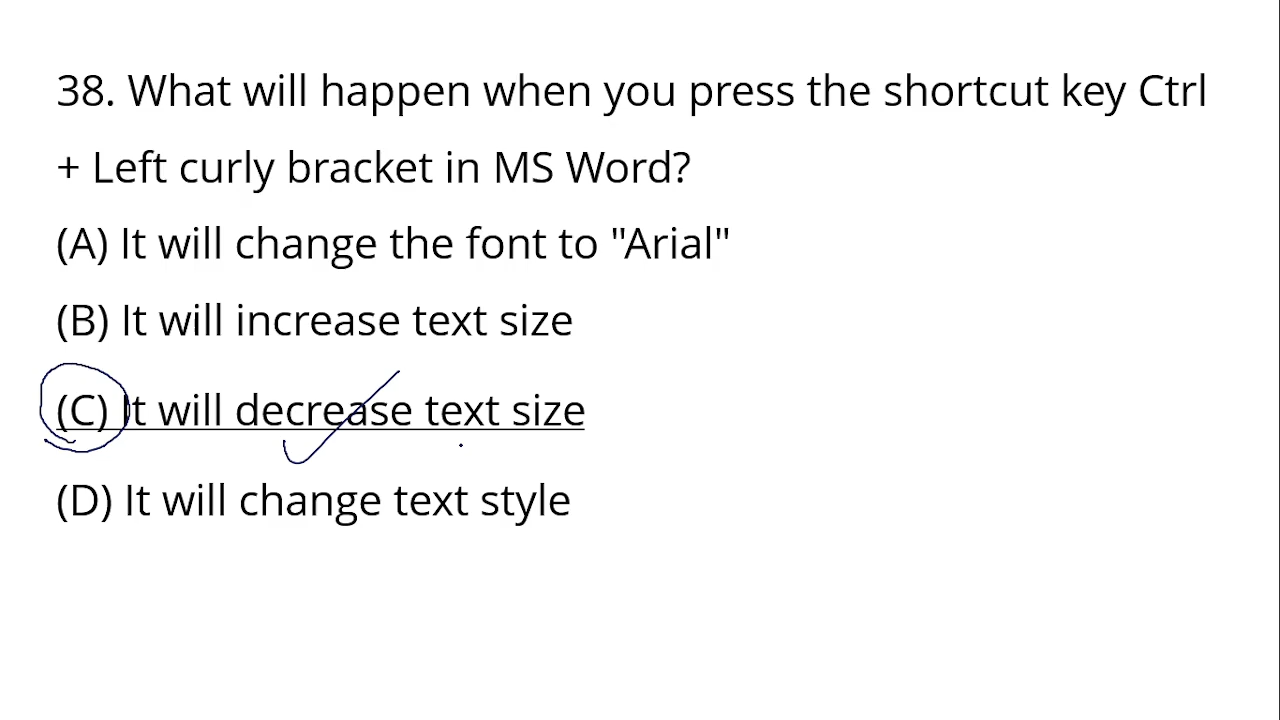 38. What will happen when you press the shortcut key Ctrl
+ Left curly bracket in MS Word?
(A) It will change the font to "Arial"
(B) It will increase text size
(C) It will decrease text size
(D) It will change text style